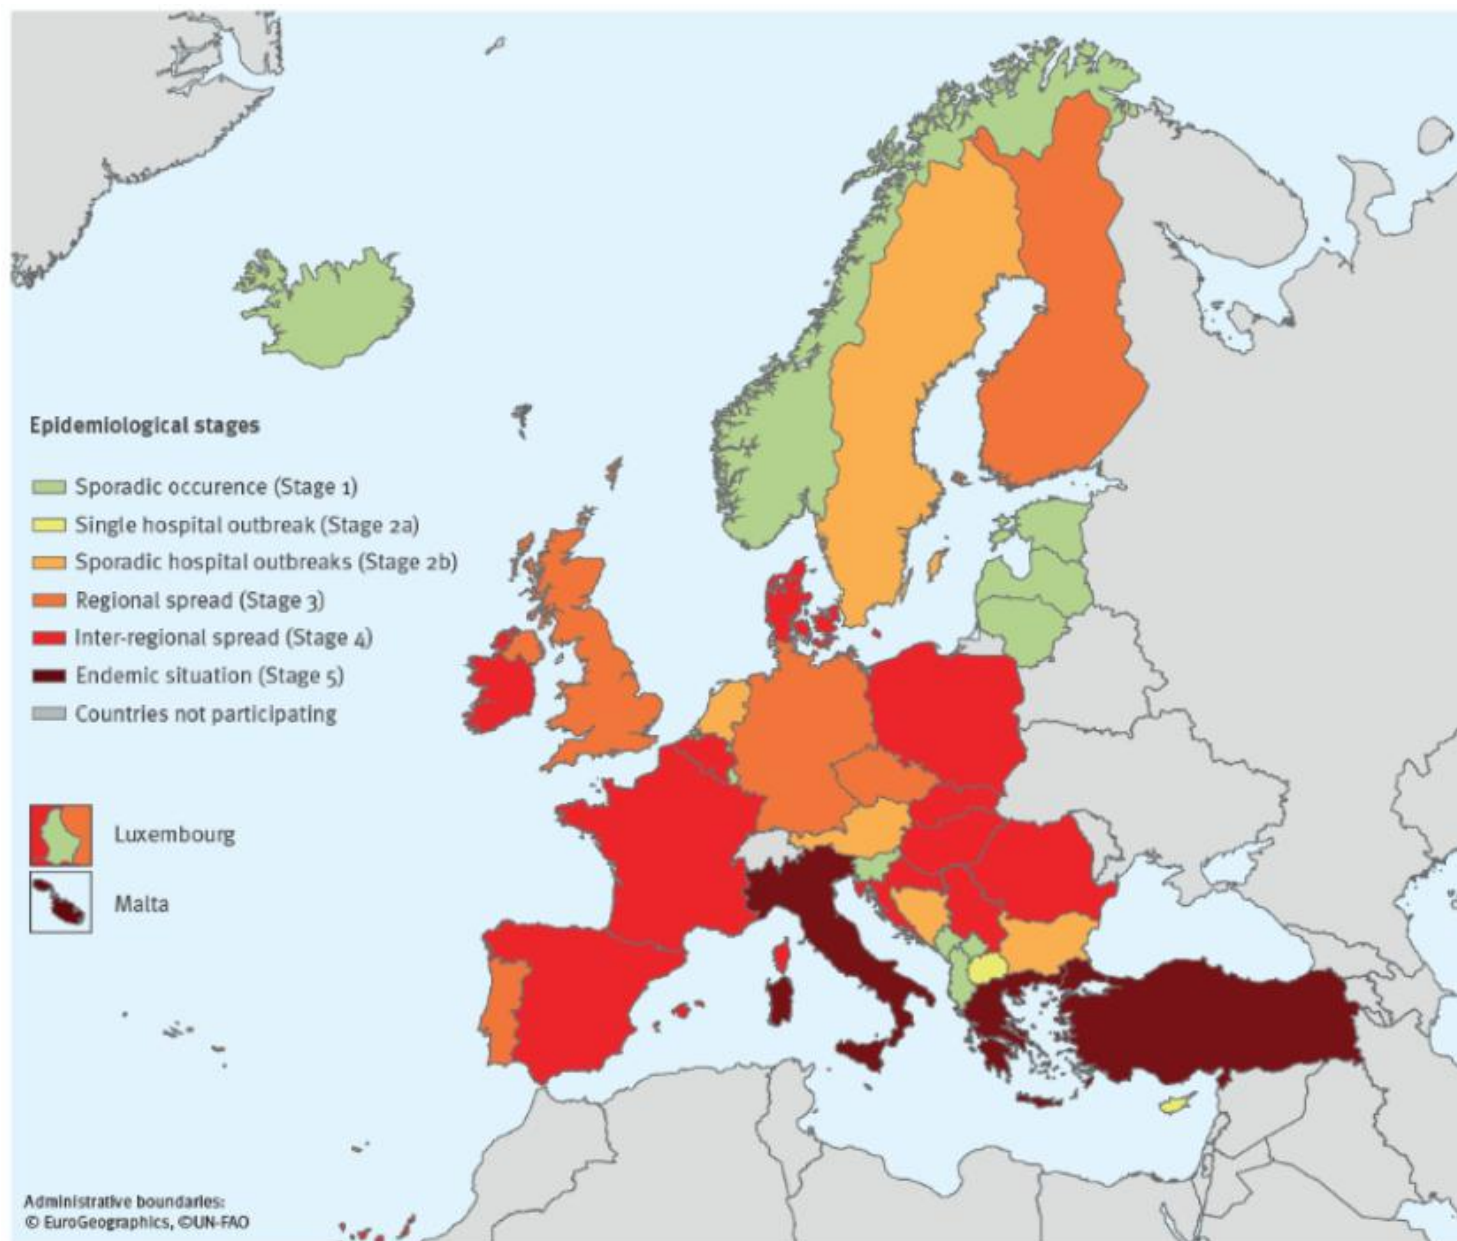 Epidemiological stages
Sporadic occurence (Stage 1)
Single hospital outbreak (Stage 2a)
Sporadic hospital outbreaks (Stage 2b)
Regional spread (Stage 3)
Inter-regional spread (Stage 4)
Endemic situation (Stage 5)
Countries not participating
Luxembourg
Malta
Administrative boundaries:
© EuroGeographics, ©UN-FAO